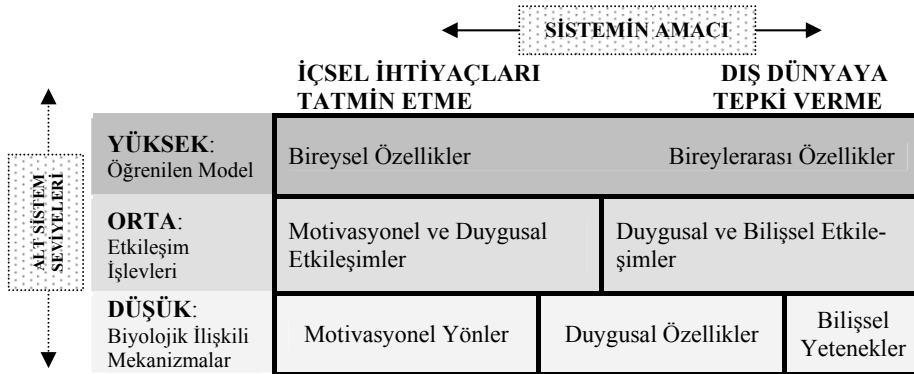 SİSTEMİN AMACI
İÇSEL İHTİYAÇLARI
TATMİN ETME
DIŞ DÜNYAYA
TEPKİ VERME
ALT SİSTEM
SEVİYELERİ
YÜKSEK:
Öğrenilen Model
Bireysel Özellikler
Bireylerarası Özellikler
ORTA:
Etkileşim
İşlevleri
Motivasyonel ve Duygusal
Etkileşimler
Duygusal ve Bilişsel Etkile-
şimler
DÜŞÜK:
Biyolojik İlişkili
Mekanizmalar
Motivasyonel Yönler
Duygusal Özellikler
Bilişsel
Yetenekler